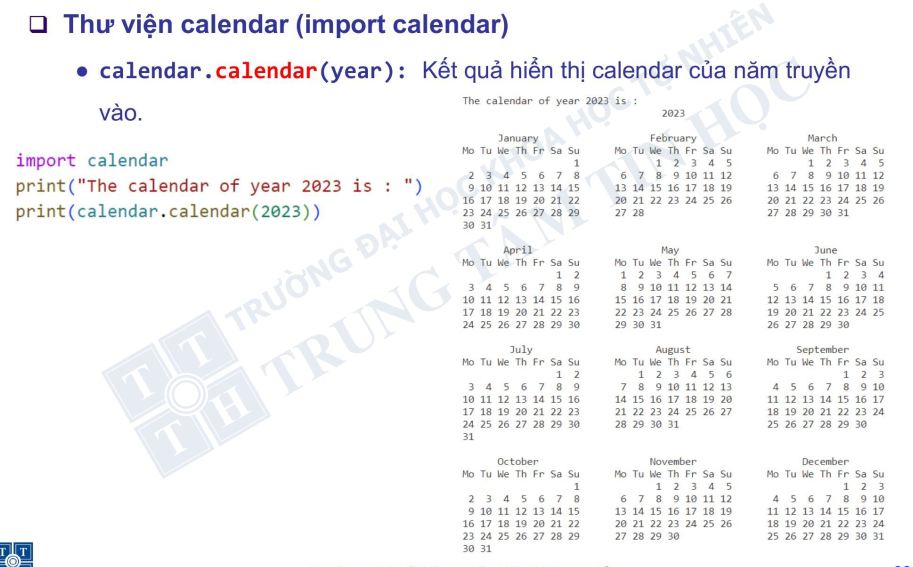 Thư viện calendar (import calendar)
calendar.calendar(year): Kết quả hiển thị calendar của năm truyền
vào.
import calendar
print("The calendar of year 2023 is : ")
print(calendar.calendar(2023))
The calendar of year 2023 is :
2023
January February March
Mo Tu We Th Fr Sa Su Mo Tu We Th Fr Sa Su Mo Tu We Th Fr Sa Su
1 1 2 3 4 5 1 2 3 4 5
2 3 4 5 6 7 8 6 7 8 9 10 11 12 6 7 8 9 10 11 12
9 10 11 12 13 14 15 13 14 15 16 17 18 19 13 14 15 16 17 18 19
16 17 18 19 20 21 22 20 21 22 23 24 25 26 20 21 22 23 24 25 26
23 24 25 26 27 28 29 27 28 27 28 29 30 31
30 31
April May June
Mo Tu We Th Fr Sa Su Mo Tu We Th Fr Sa Su Mo Tu We Th Fr Sa Su
1 2 1 2 3 4 5 6 7 1 2 3 4
3 4 5 6 7 8 9 8 9 10 11 12 13 14 5 6 7 8 9 10 11
10 11 12 13 14 15 16 15 16 17 18 19 20 21 12 13 14 15 16 17 18
17 18 19 20 21 22 23 22 23 24 25 26 27 28 19 20 21 22 23 24 25
24 25 26 27 28 29 30 29 30 31 26 27 28 29 30
July August September
Mo Tu We Th Fr Sa Su Mo Tu We Th Fr Sa Su Mo Tu We Th Fr Sa Su
1 2 1 2 3 4 5 6 1 2 3
3 4 5 6 7 8 9 7 8 9 10 11 12 13 4 5 6 7 8 9 10
10 11 12 13 14 15 16 14 15 16 17 18 19 20 11 12 13 14 15 16 17
17 18 19 20 21 22 23 21 22 23 24 25 26 27 18 19 20 21 22 23 24
24 25 26 27 28 29 30 28 29 30 31 25 26 27 28 29 30
31
October November December
Mo Tu We Th Fr Sa Su Mo Tu We Th Fr Sa Su Mo Tu We Th Fr Sa Su
1 1 2 3 4 5 1 2 3
2 3 4 5 6 7 8 6 7 8 9 10 11 12 4 5 6 7 8 9 10
9 10 11 12 13 14 15 13 14 15 16 17 18 19 11 12 13 14 15 16 17
16 17 18 19 20 21 22 20 21 22 23 24 25 26 18 19 20 21 22 23 24
23 24 25 26 27 28 29 27 28 29 30 25 26 27 28 29 30 31
30 31
TRƯỜNG ĐẠI HỌC KHOA HỌC TỰ NHIÊN
TRUNG TÂM TIN HỌC
T T
T H
T T